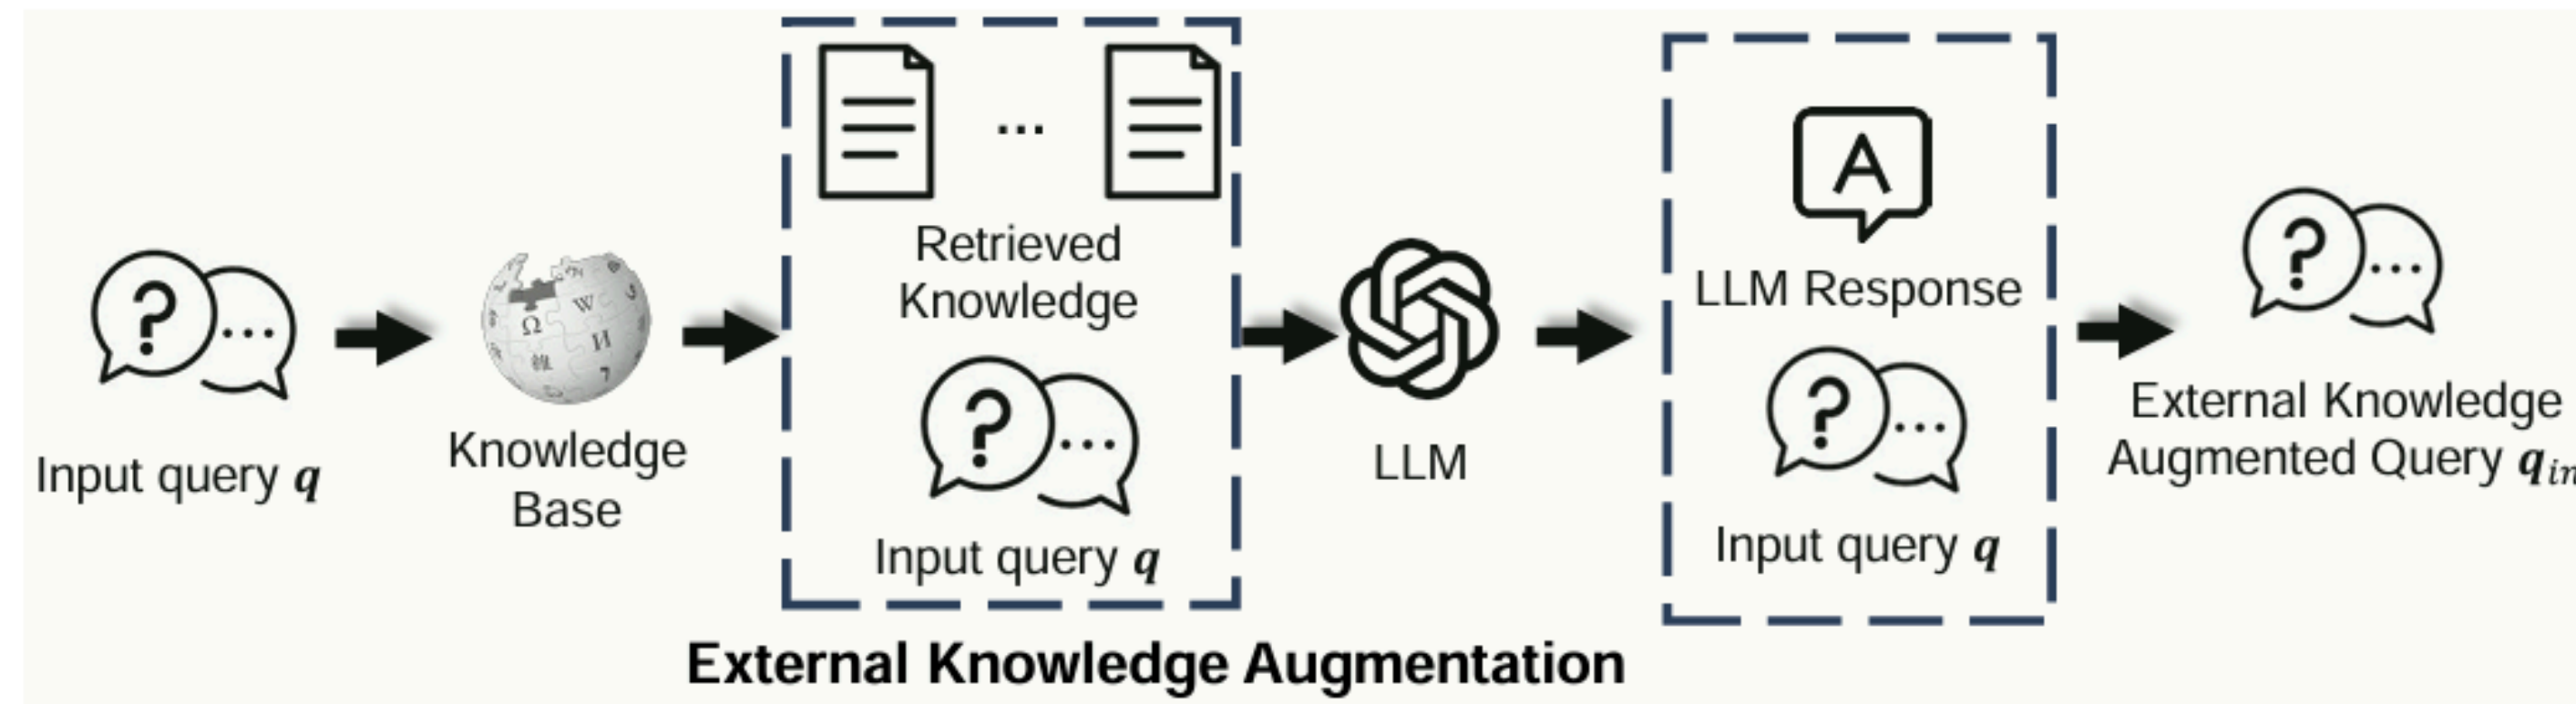 Retrieved
Knowledge
LLM Response
Input query q
Knowledge
Base
Input query q
LLM
Input query q
External Knowledge
Augmented Query q
External Knowledge Augmentation